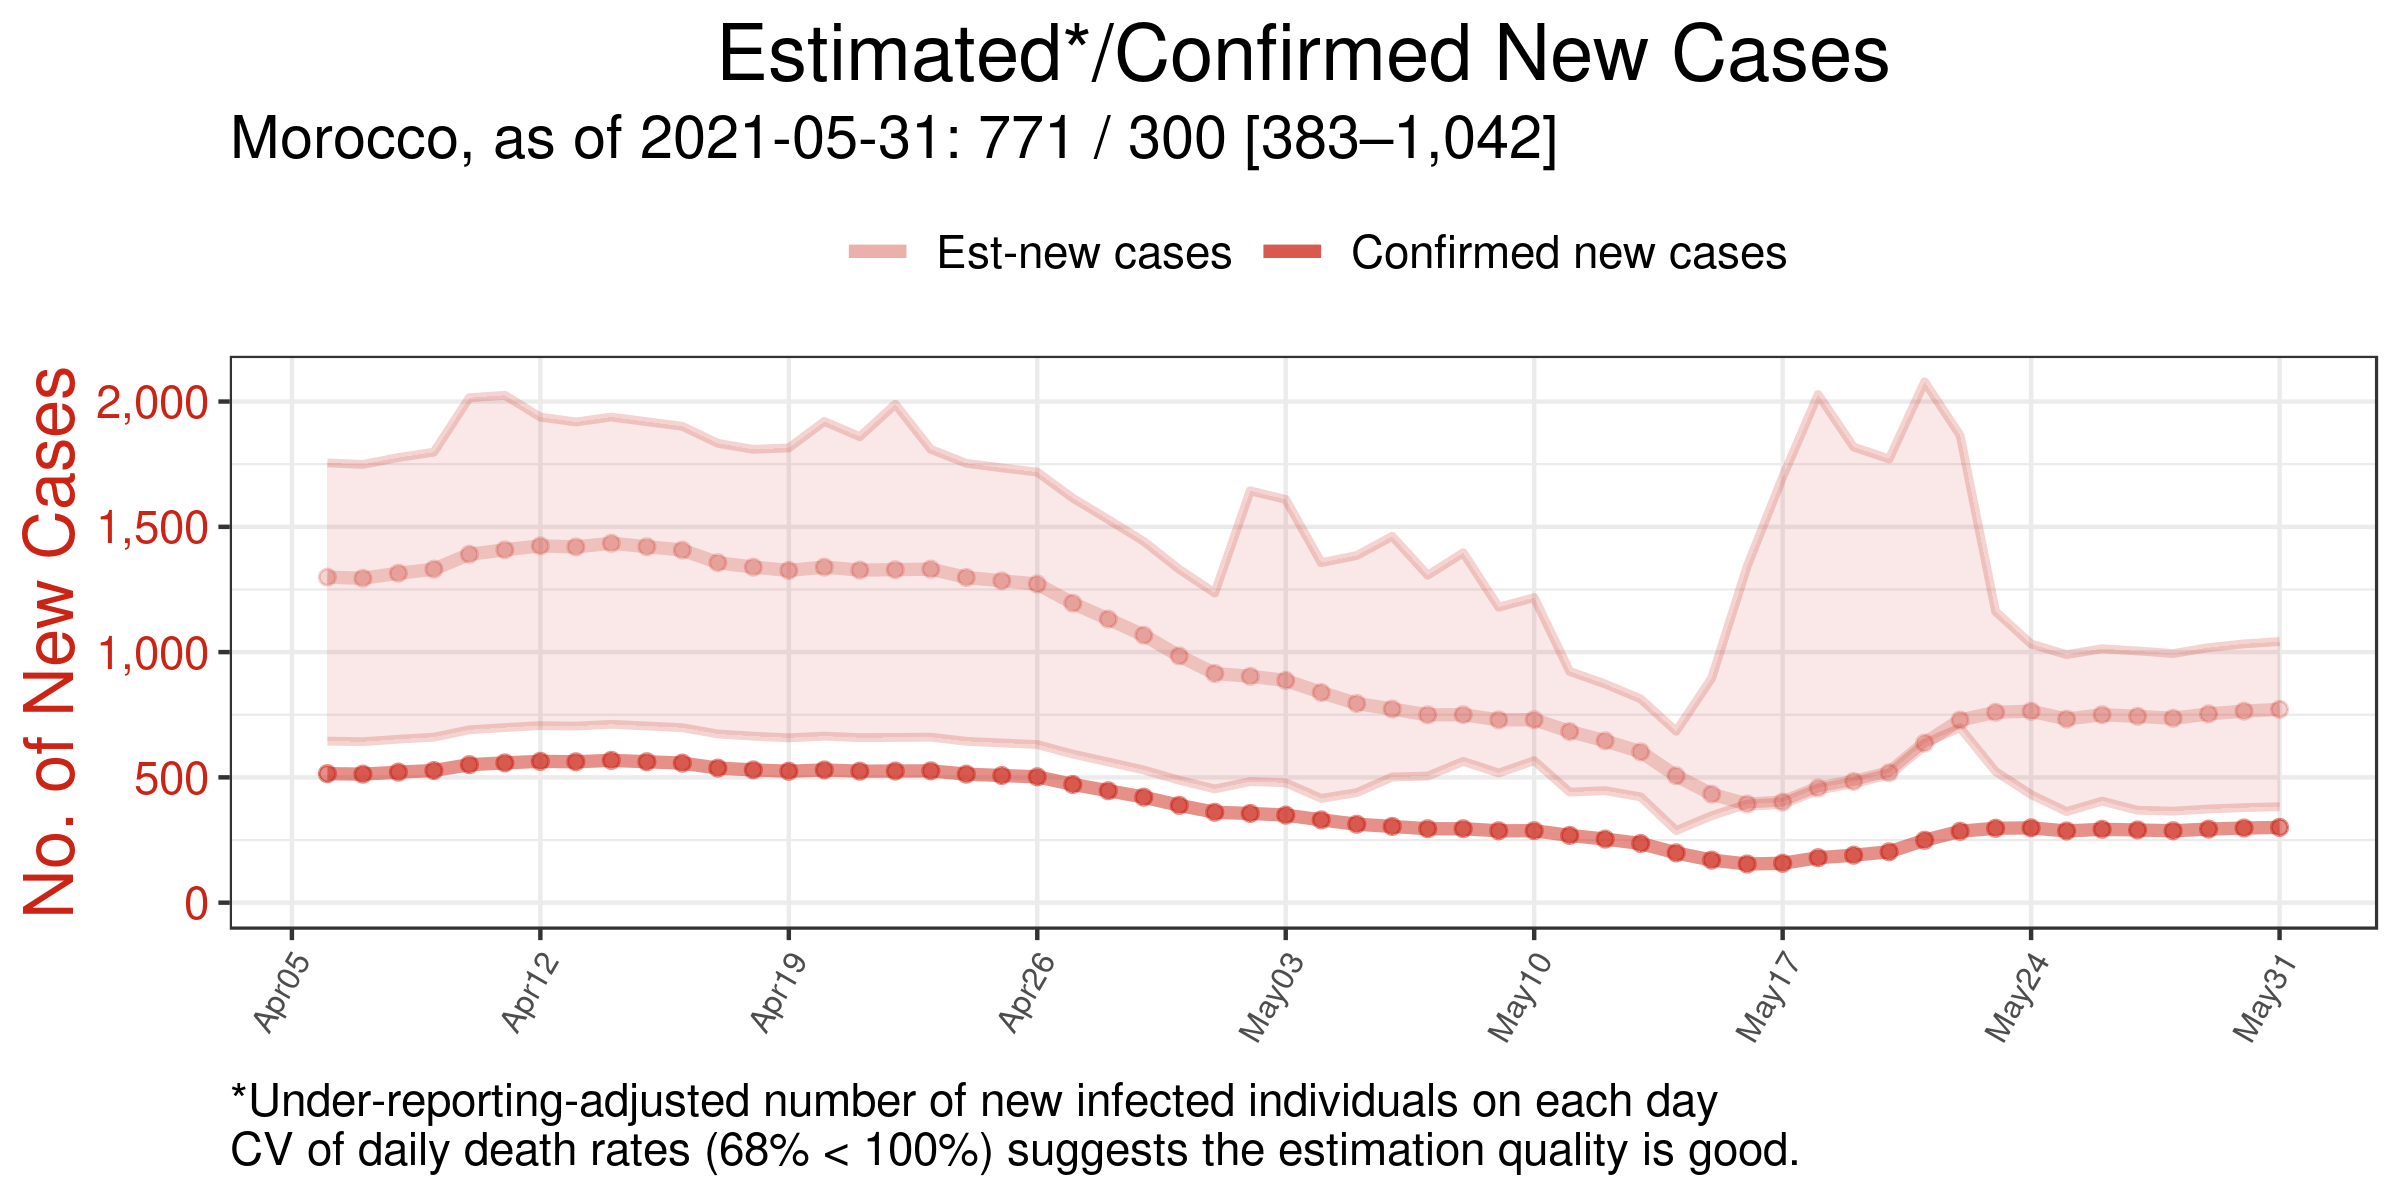 Estimated*/Confirmed New Cases
Morocco, as of 2021-05-31: 771 / 300 [383–1,042]
Est-new cases
Confirmed new cases
No. of New Cases
2,000
1,500
1,000
500
0
Apr05
Apr12
Apr19
Apr26
May03
May10
May17
May24
May31
*Under-reporting-adjusted number of new infected individuals on each day
CV of daily death rates (68% < 100%) suggests the estimation quality is good.